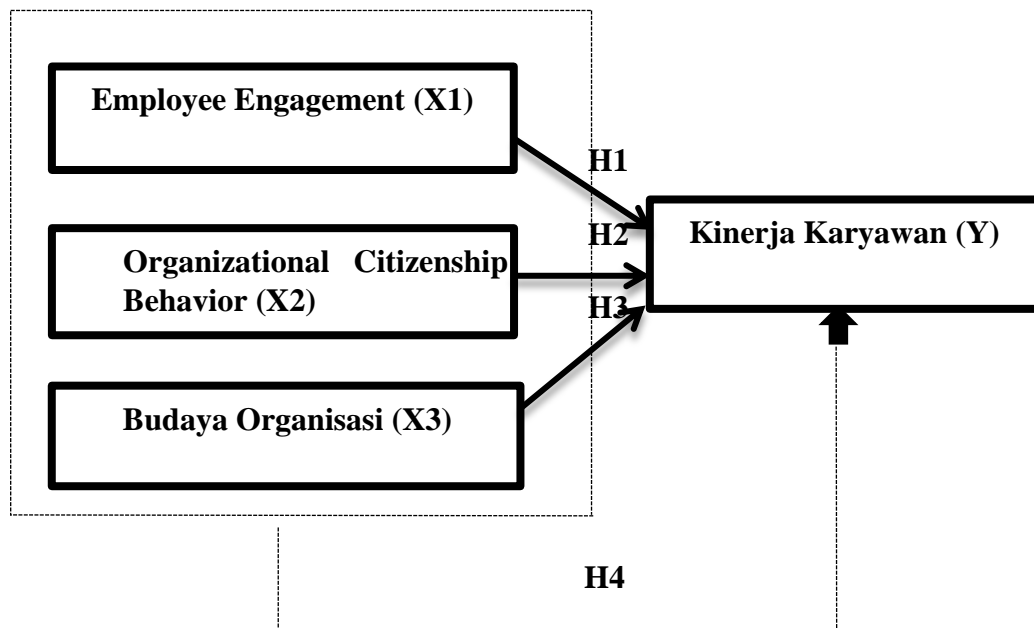 Employee Engagement (X1)
H1
H2
Kinerja Karyawan (Y)
Organizational Citizenship
Behavior (X2)
H3
Budaya Organisasi (X3)
H4